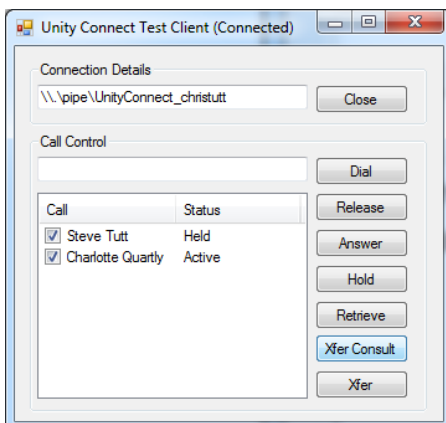 Unity Connect Test Client (Connected)
Connection Details
\\.\pipe\UnityConnect_christutt Close
Call Control
Dial
Call Status Release
Steve Tutt Held
Charlotte Quartly Active
Answer
Hold
Retrieve
Xfer Consult
Xfer